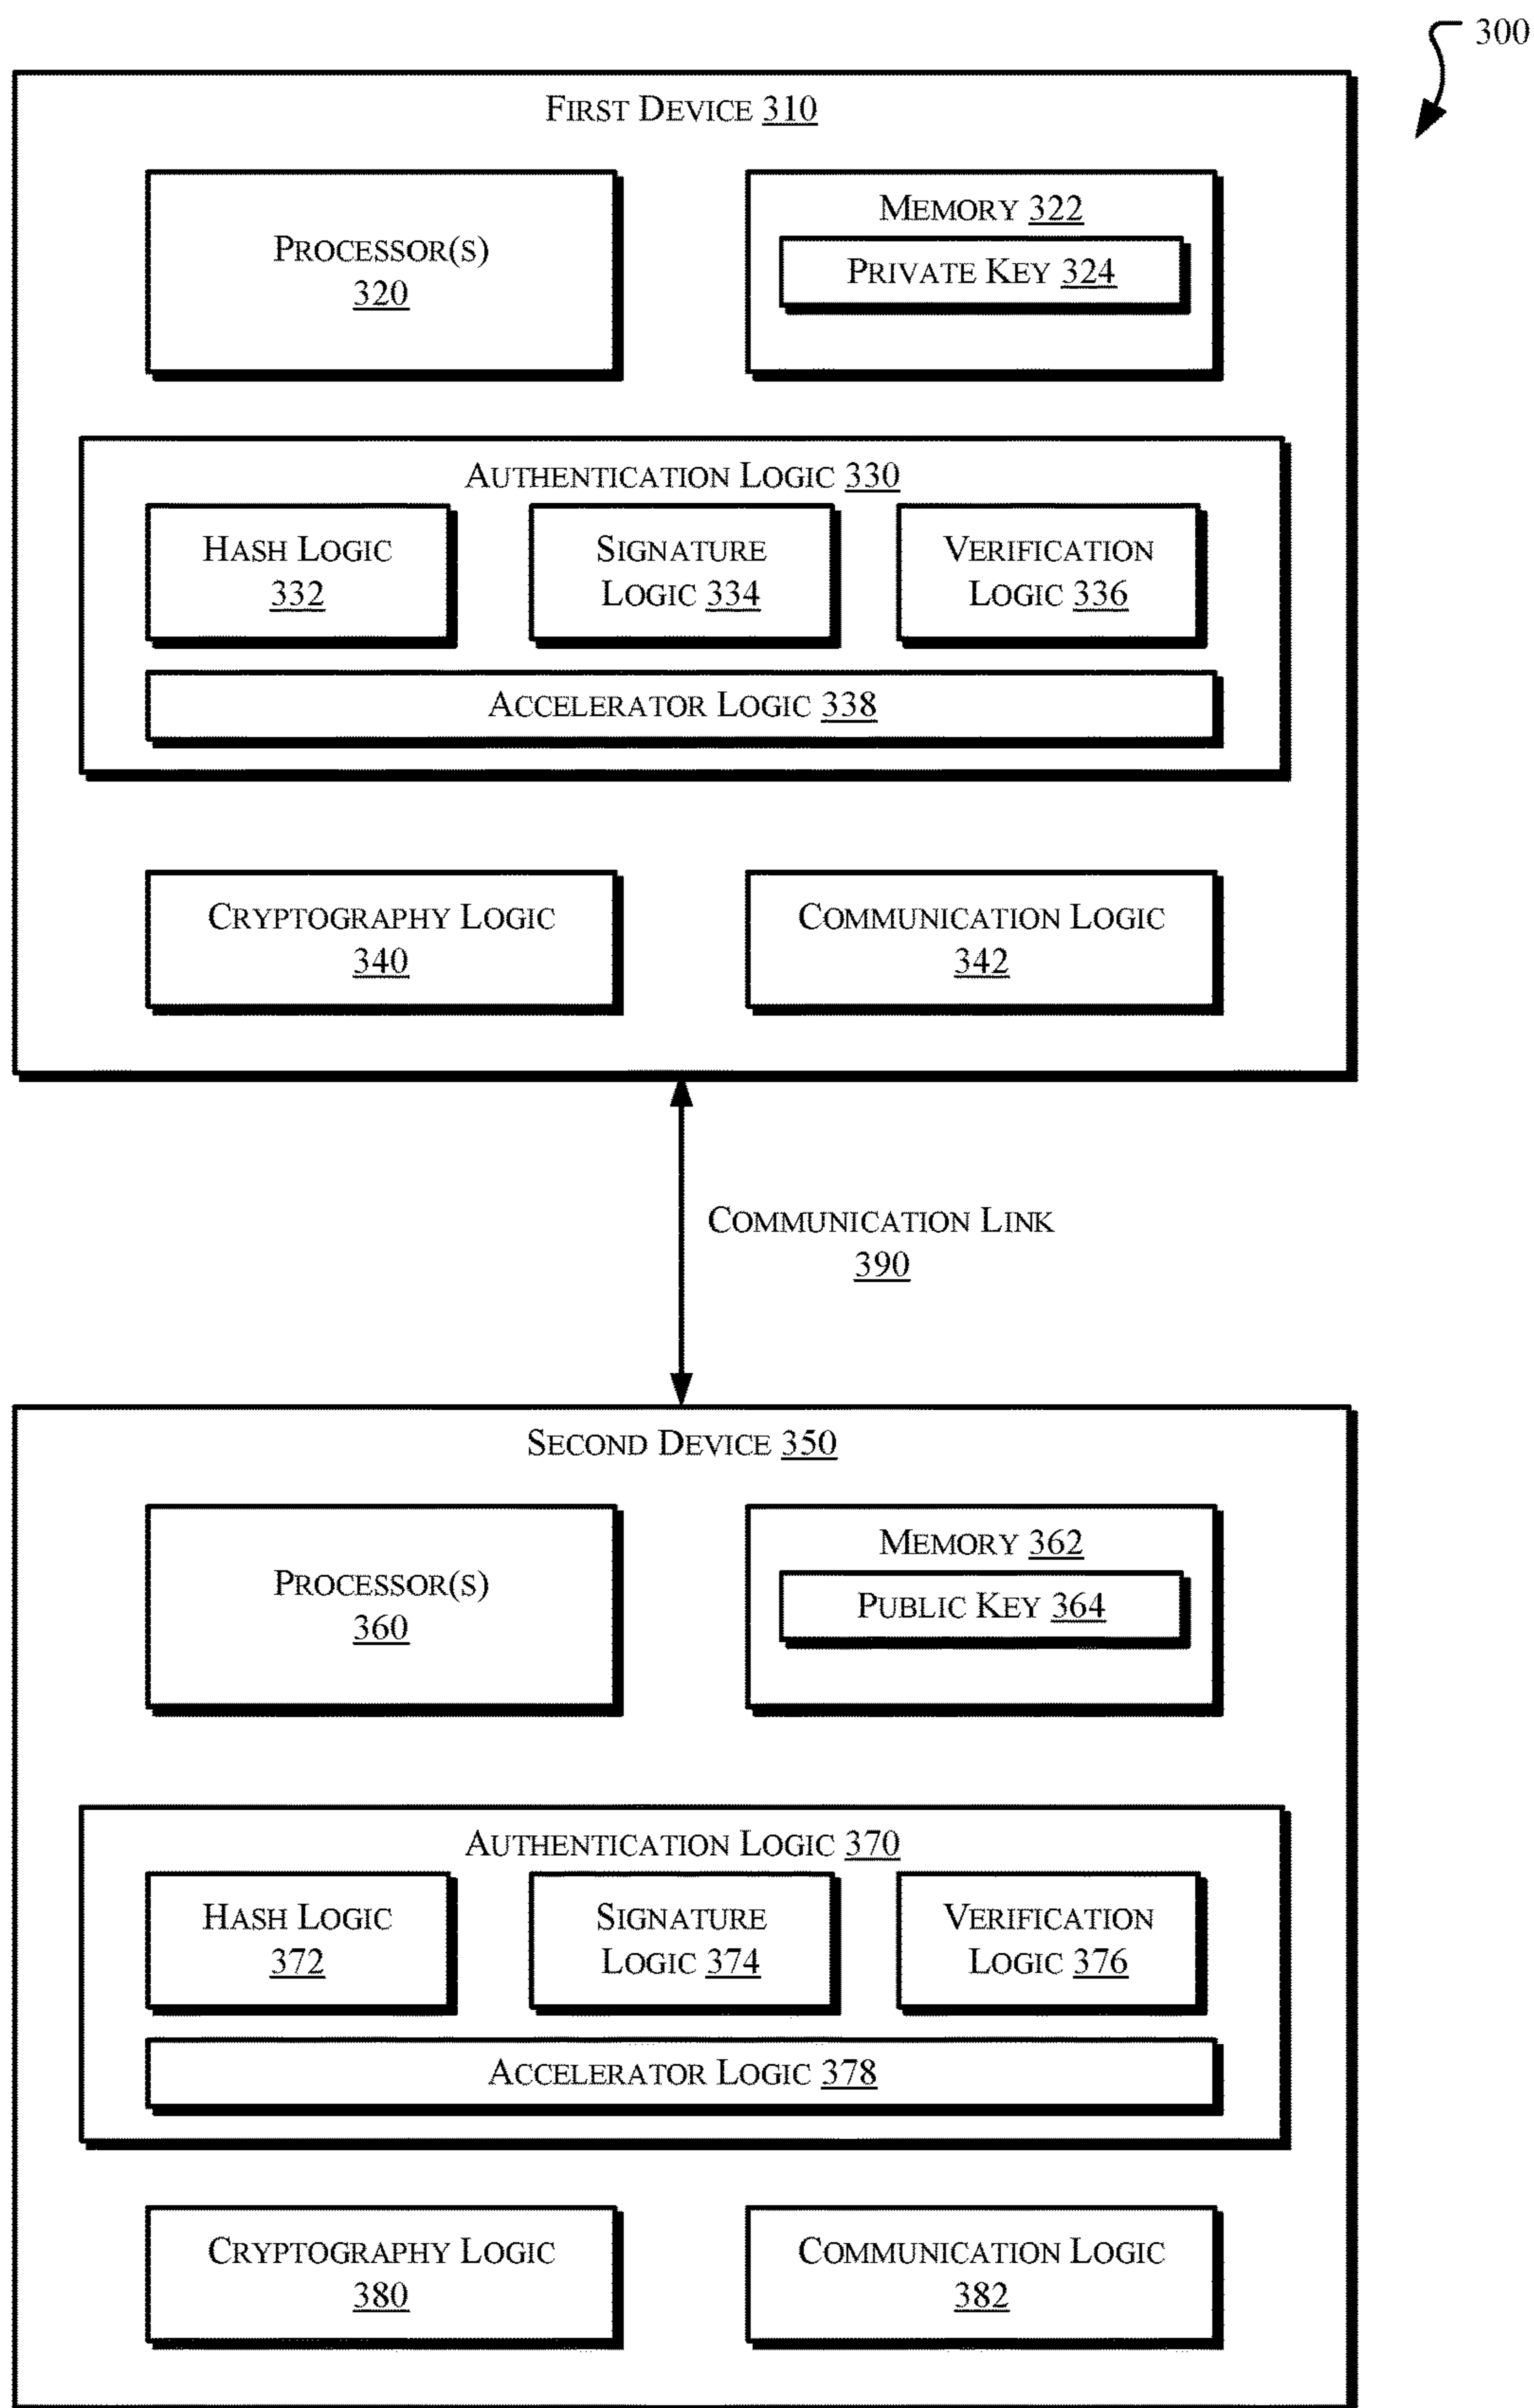 300
FIRST DEVICE 310
PROCESSOR(S)
320
MEMORY 322
PRIVATE KEY 324
AUTHENTICATION LOGIC 330
HASH LOGIC
332
SIGNATURE
LOGIC 334
VERIFICATION
LOGIC 336
ACCELERATOR LOGIC 338
CRYPTOGRAPHY LOGIC
340
COMMUNICATION LOGIC
342
COMMUNICATION LINK
390
SECOND DEVICE 350
PROCESSOR(S)
360
MEMORY 362
PUBLIC KEY 364
AUTHENTICATION LOGIC 370
HASH LOGIC
372
SIGNATURE
LOGIC 374
VERIFICATION
LOGIC 376
ACCELERATOR LOGIC 378
CRYPTOGRAPHY LOGIC
380
COMMUNICATION LOGIC
382